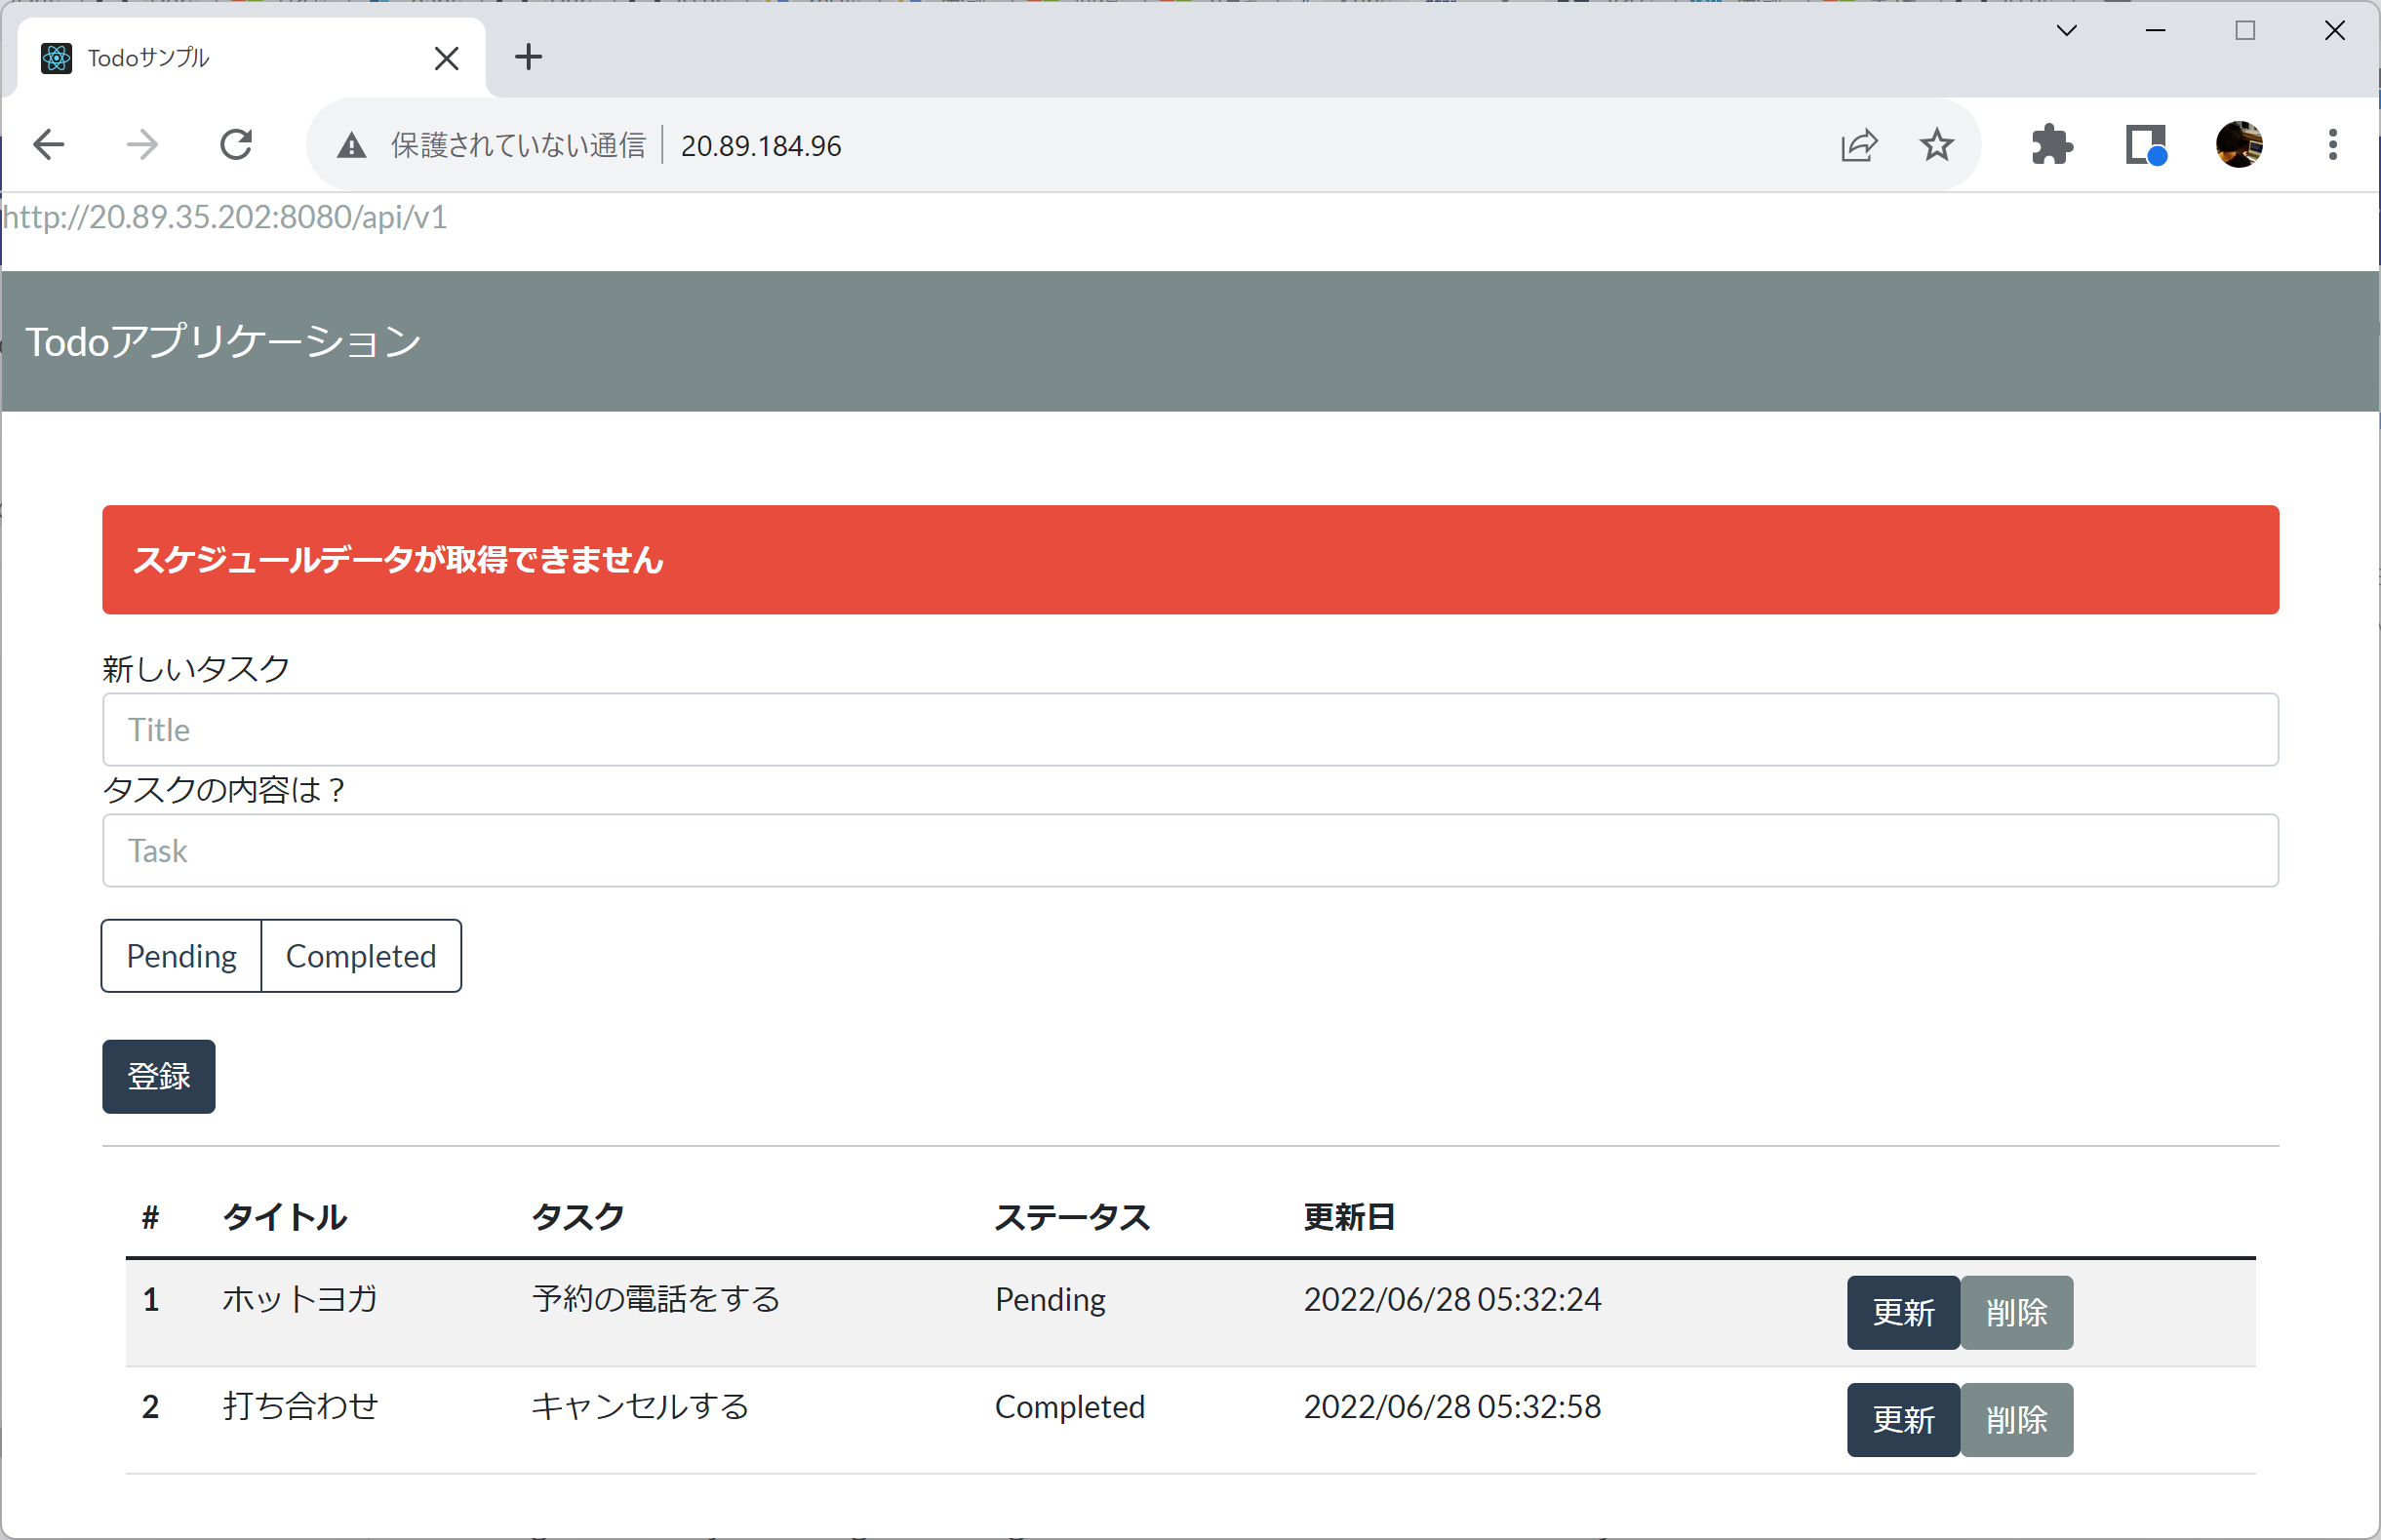 Todoサンプル
保護されていない通信 20.89.184.96
http://20.89.35.202:8080/api/v1
Todoアプリケーション
スケジュールデータが取得できません
新しいタスク
Title
タスクの内容は？
Task
Pending Completed
登録
# タイトル タスク ステータス 更新日
1 ホットヨガ 予約の電話をする Pending 2022/06/28 05:32:24 更新 削除
2 打ち合わせ キャンセルする Completed 2022/06/28 05:32:58 更新 削除